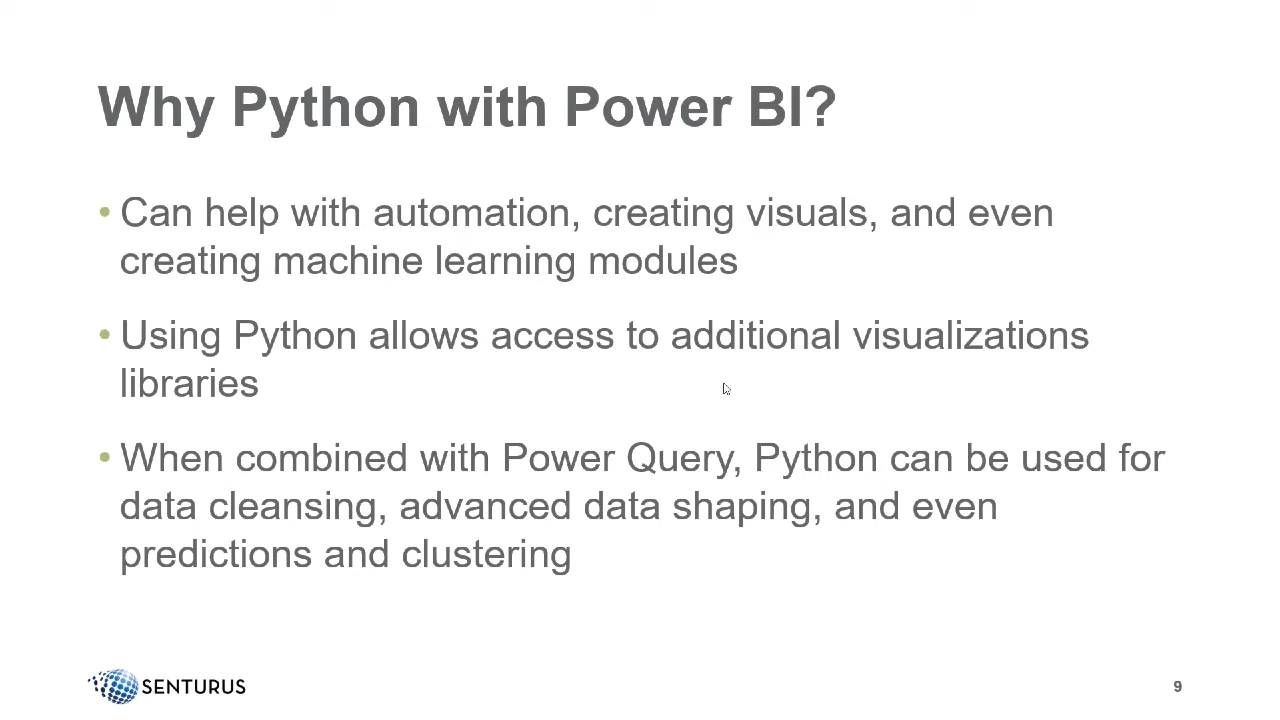 Why Python with Power BI?
• Can help with automation, creating visuals, and even
creating machine learning modules
• Using Python allows access to additional visualizations
libraries
• When combined with Power Query, Python can be used for
data cleansing, advanced data shaping, and even
predictions and clustering
SENTURUS
9